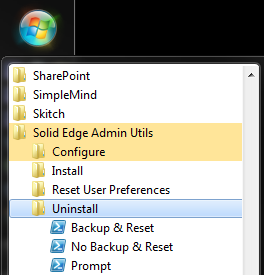 SharePoint
SimpleMind
Skitch
Solid Edge Admin Utils
Configure
Install
Reset User Preferences
Uninstall
Backup & Reset
No Backup & Reset
Prompt